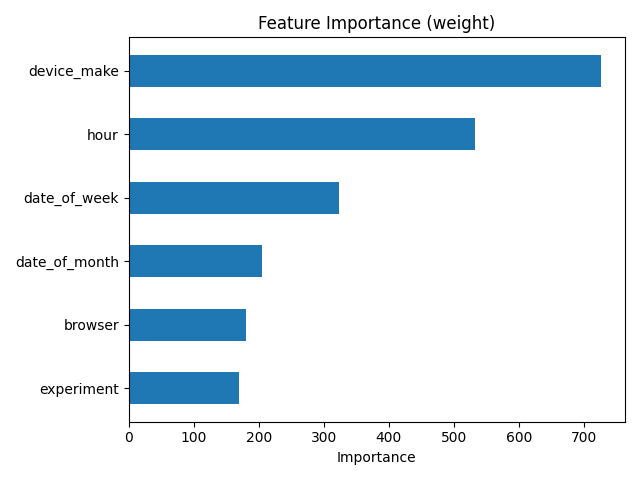 Feature Importance (weight)
device_make
hour
date_of_week
date_of_month
browser
experiment
0 100 200 300 400 500 600 700
Importance